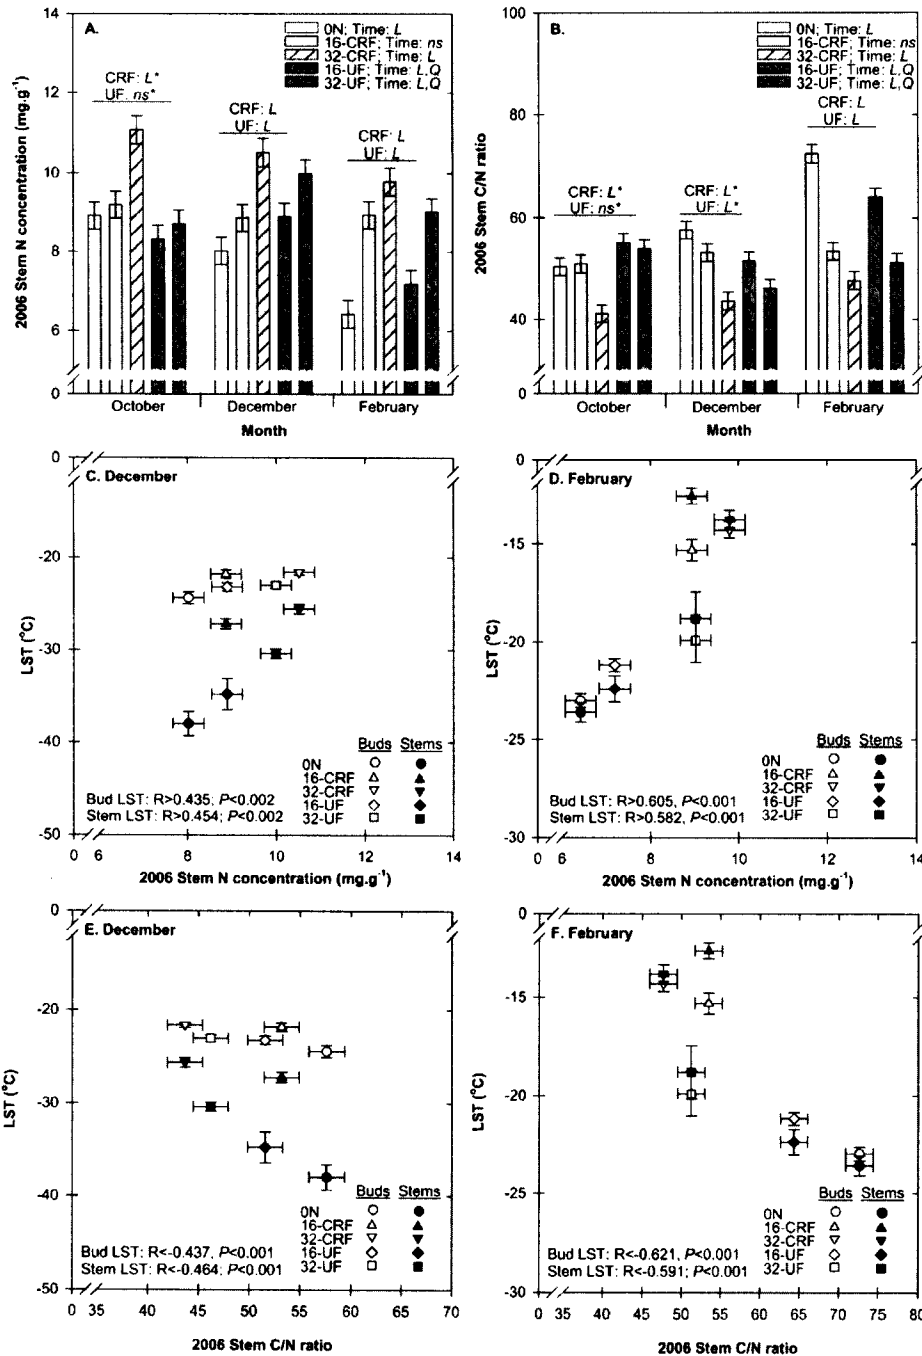 A.
0N; Time: L
16-CRF; Time: ns
32-CRF; Time: L
16-UF; Time: L,Q
32-UF; Time: L,Q
CRF: L*
UF: ns*
CRF: L
UF: L
CRF: L
UF: L
14
12
10
8
6
0
2006 Stem N concentration (mg.g-1)
October December February
Month
B.
0N; Time: L
16-CRF; Time: ns
32-CRF; Time: L
16-UF; Time: L,Q
32-UF; Time: L,Q
CRF: L
UF: L
CRF: L*
UF: ns*
CRF: L*
UF: L*
100
80
60
40
0
2006 Stem C/N ratio
October December February
Month
C. December
0
-20
-30
-40
-50
LST (°C)
Buds Stems
0N
16-CRF
32-CRF
16-UF
32-UF
Bud LST: R>0.435; P<0.002
Stem LST: R>0.454; P<0.002
0 6 8 10 12 14
2006 Stem N concentration (mg.g-1)
D. February
0
-15
-20
-25
-30
LST (°C)
Buds Stems
0N
16-CRF
32-CRF
16-UF
32-UF
Bud LST: R>0.605, P<0.001
Stem LST: R>0.582, P<0.001
0 6 8 10 12 14
2006 Stem N concentration (mg.g-1)
E. December
0
-20
-30
-40
-50
LST (°C)
Buds Stems
0N
16-CRF
32-CRF
16-UF
32-UF
Bud LST: R<-0.437, P<0.001
Stem LST: R<-0.464; P<0.001
0 35 40 45 50 55 60 65 70
2006 Stem C/N ratio
F. February
0
-15
-20
-25
-30
LST (°C)
Buds Stems
0N
16-CRF
32-CRF
16-UF
32-UF
Bud LST: R<-0.621, P<0.001
Stem LST: R<-0.591; P<0.001
0 35 40 45 50 55 60 65 70 75 80
2006 Stem C/N ratio